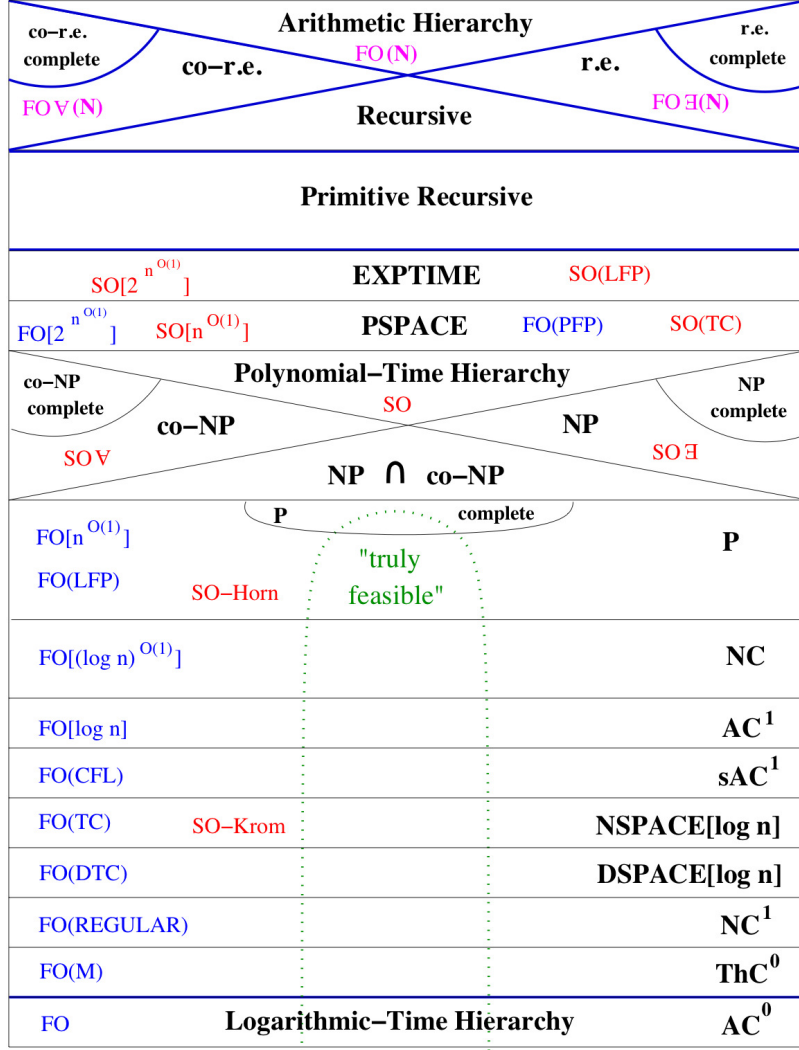 Arithmetic Hierarchy
co-r.e. complete
co-r.e.
FO(N)
r.e.
r.e. complete
FO∀(N)
FO∃(N)
Recursive
Primitive Recursive
SO[2^n^O(1)] EXPTIME SO(LFP)
FO[2^n^O(1)] SO[n^O(1)] PSPACE FO(PFP) SO(TC)
Polynomial-Time Hierarchy
co-NP complete
co-NP
SO
NP
NP complete
SO∀
SO∃
NP ∩ co-NP
P complete
FO[n^O(1)] P
"truly
feasible"
FO(LFP) SO-Horn
FO[(log n)^O(1)] NC
FO[log n] AC^1
FO(CFL) sAC^1
FO(TC) SO-Krom NSPACE[log n]
FO(DTC) DSPACE[log n]
FO(REGULAR) NC^1
FO(M) ThC^0
FO Logarithmic-Time Hierarchy AC^0